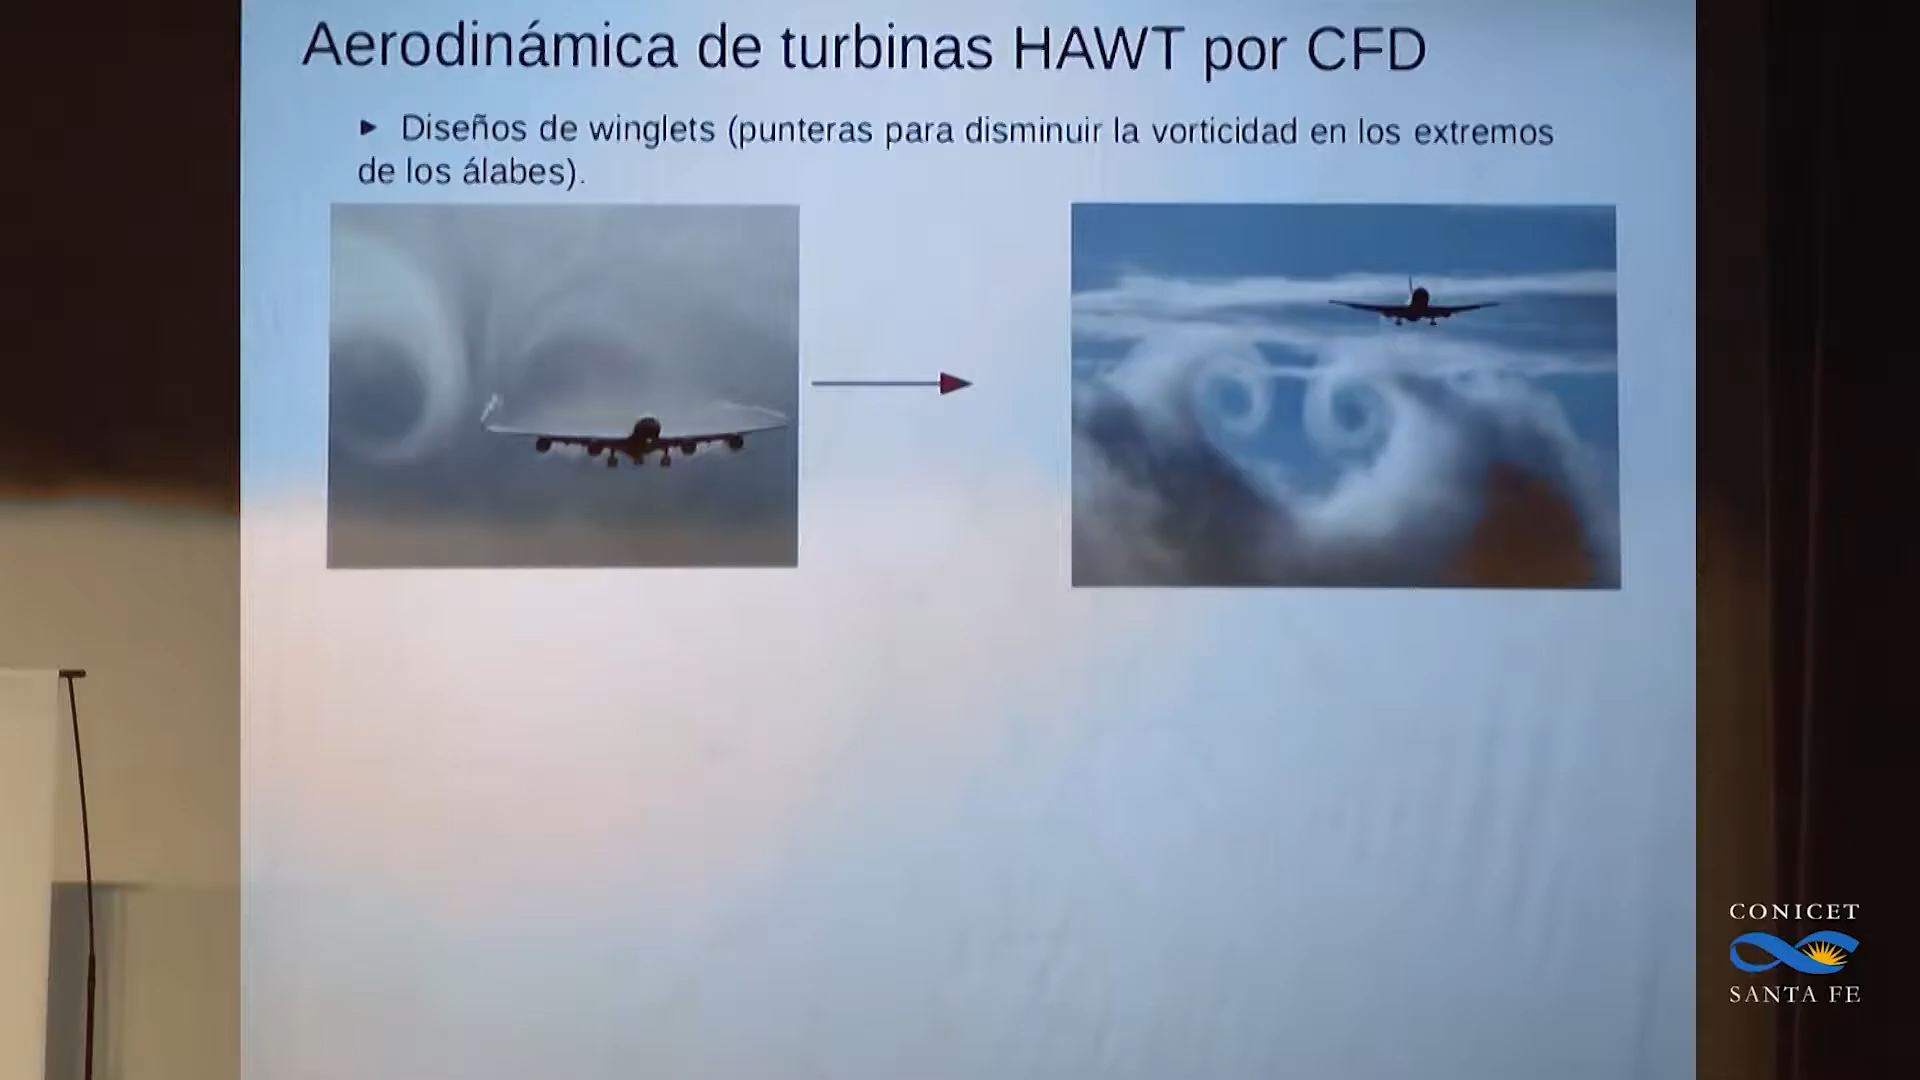 Aerodinámica de turbinas HAWT por CFD
► Diseños de winglets (punteras para disminuir la vorticidad en los extremos
de los álabes).
CONICET
SANTA FE